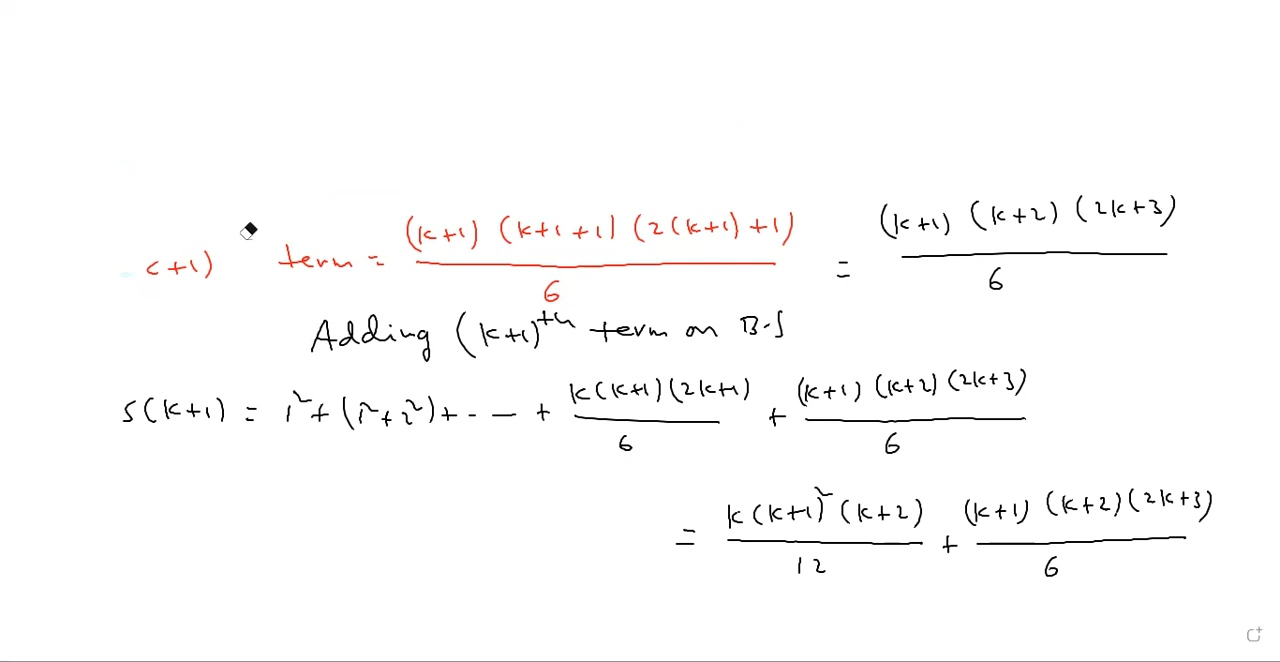 c+1) term = (k+1) (k+1+1) (2(k+1)+1) / 6 = (k+1) (k+2) (2k+3) / 6
Adding (k+1)th term on B.S
S(k+1) = 1² + (1²+2²) + - - — + k(k+1)(2k+1) / 6 + (k+1) (k+2) (2k+3) / 6
= k(k+1)² (k+2) / 12 + (k+1) (k+2) (2k+3) / 6